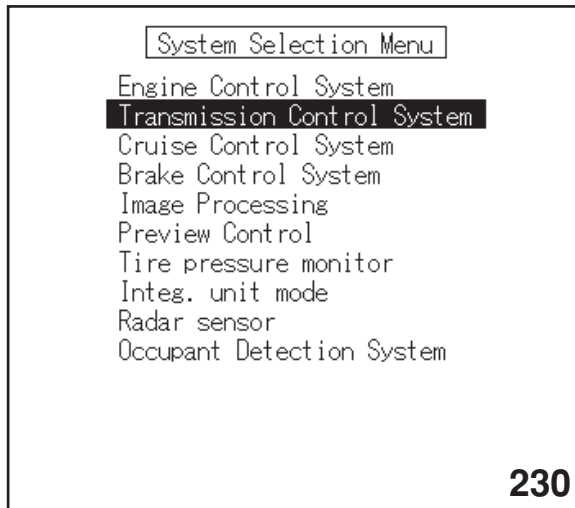 System Selection Menu
Engine Control System
Transmission Control System
Cruise Control System
Brake Control System
Image Processing
Preview Control
Tire pressure monitor
Integ. unit mode
Radar sensor
Occupant Detection System
230